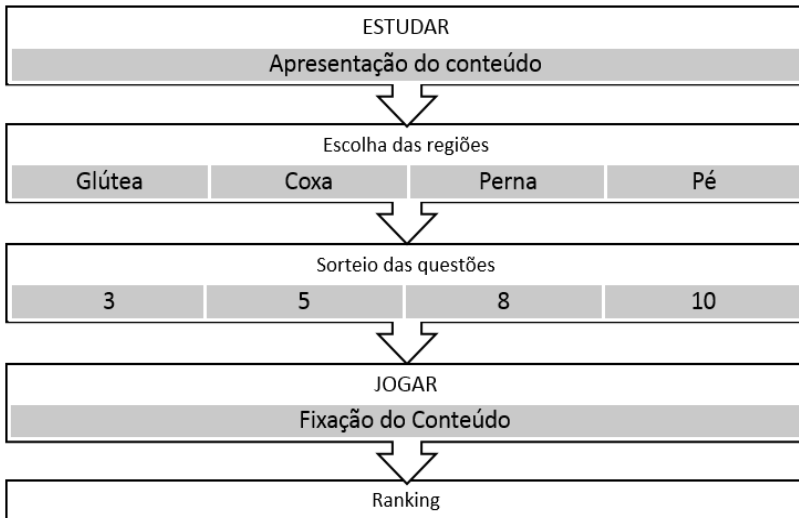 ESTUDAR
Apresentação do conteúdo
Escolha das regiões
Glútea Coxa Perna Pé
Sorteio das questões
3 5 8 10
JOGAR
Fixação do Conteúdo
Ranking